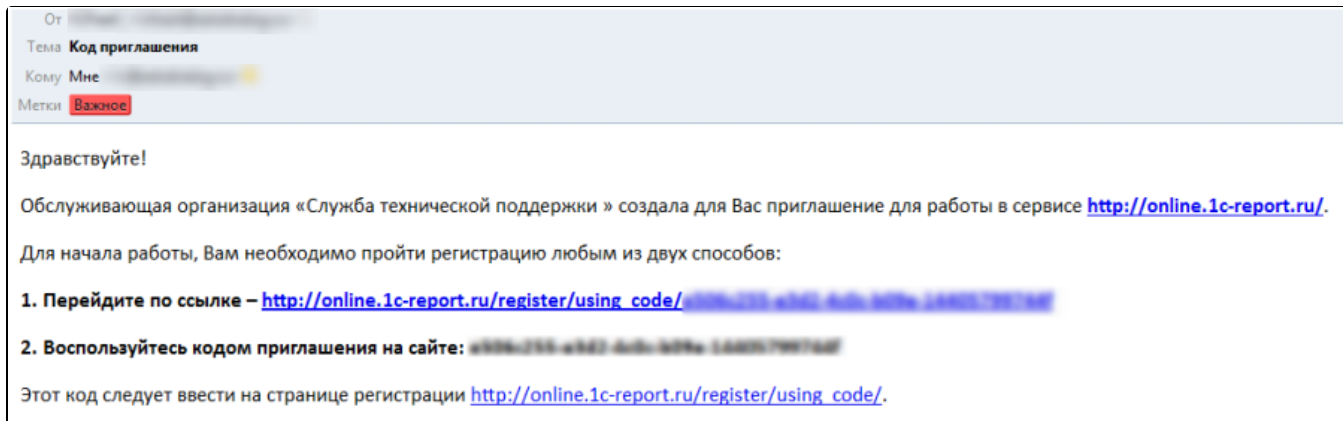 От
Тема Код приглашения
Кому Мне
Метки Важное
Здравствуйте!
Обслуживающая организация «Служба технической поддержки » создала для Вас приглашение для работы в сервисе http://online.1c-report.ru/.
Для начала работы, Вам необходимо пройти регистрацию любым из двух способов:
1. Перейдите по ссылке – http://online.1c-report.ru/register/using_code/
2. Воспользуйтесь кодом приглашения на сайте:
Этот код следует ввести на странице регистрации http://online.1c-report.ru/register/using_code/.